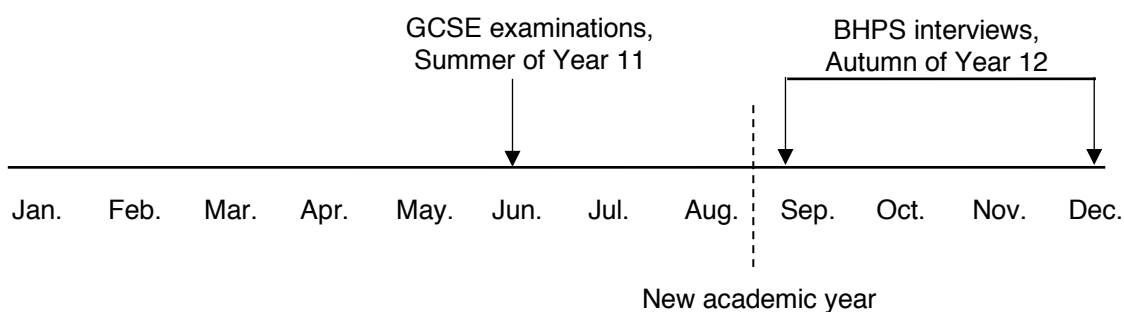 GCSE examinations,
Summer of Year 11
BHPS interviews,
Autumn of Year 12
Jan. Feb. Mar. Apr. May. Jun. Jul. Aug. Sep. Oct. Nov. Dec.
New academic year